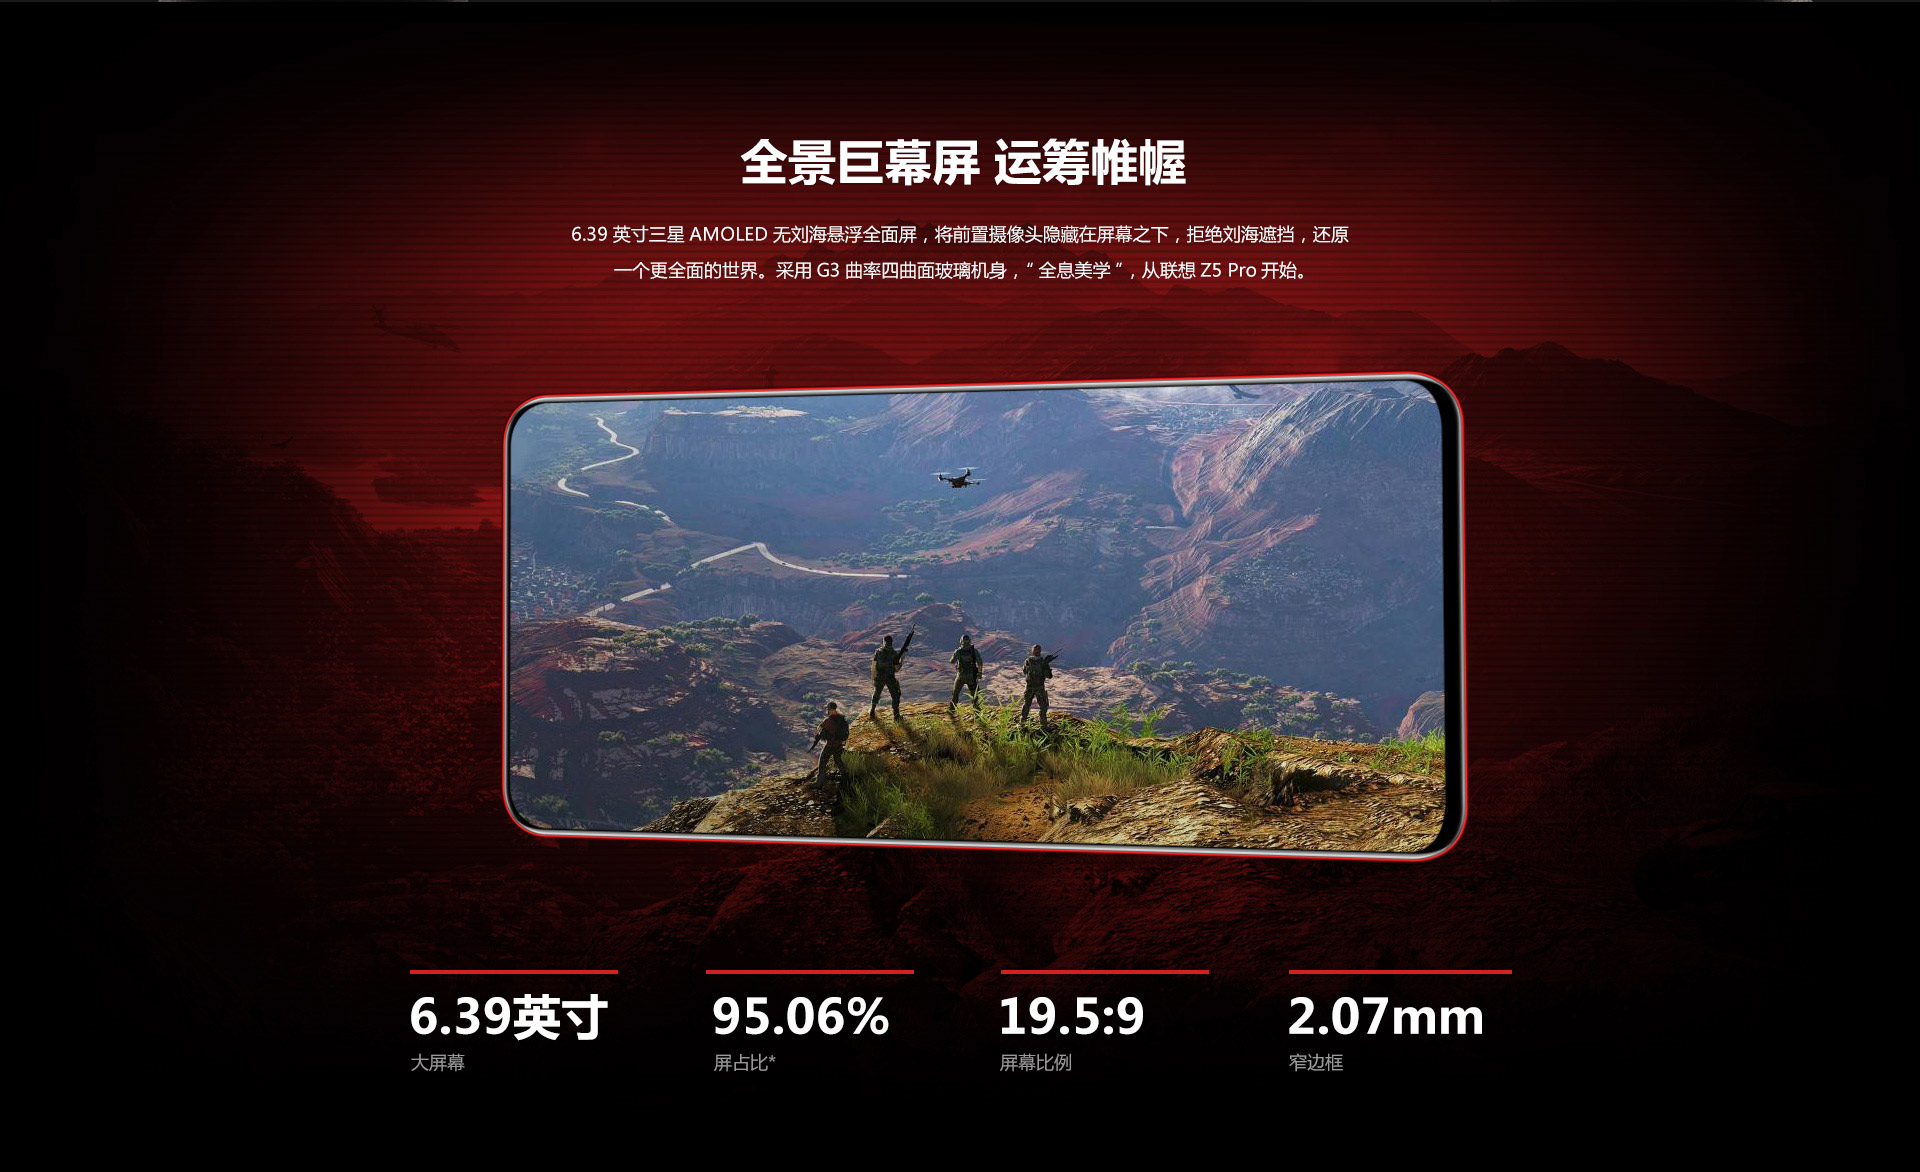 全景巨幕屏 运筹帷幄
6.39 英寸三星 AMOLED 无刘海悬浮全面屏，将前置摄像头隐藏在屏幕之下，拒绝刘海遮挡，还原
一个更全面的世界。采用 G3 曲率四曲面玻璃机身，“ 全息美学 ”，从联想 Z5 Pro 开始。
6.39英寸
大屏幕
95.06%
屏占比*
19.5:9
屏幕比例
2.07mm
窄边框